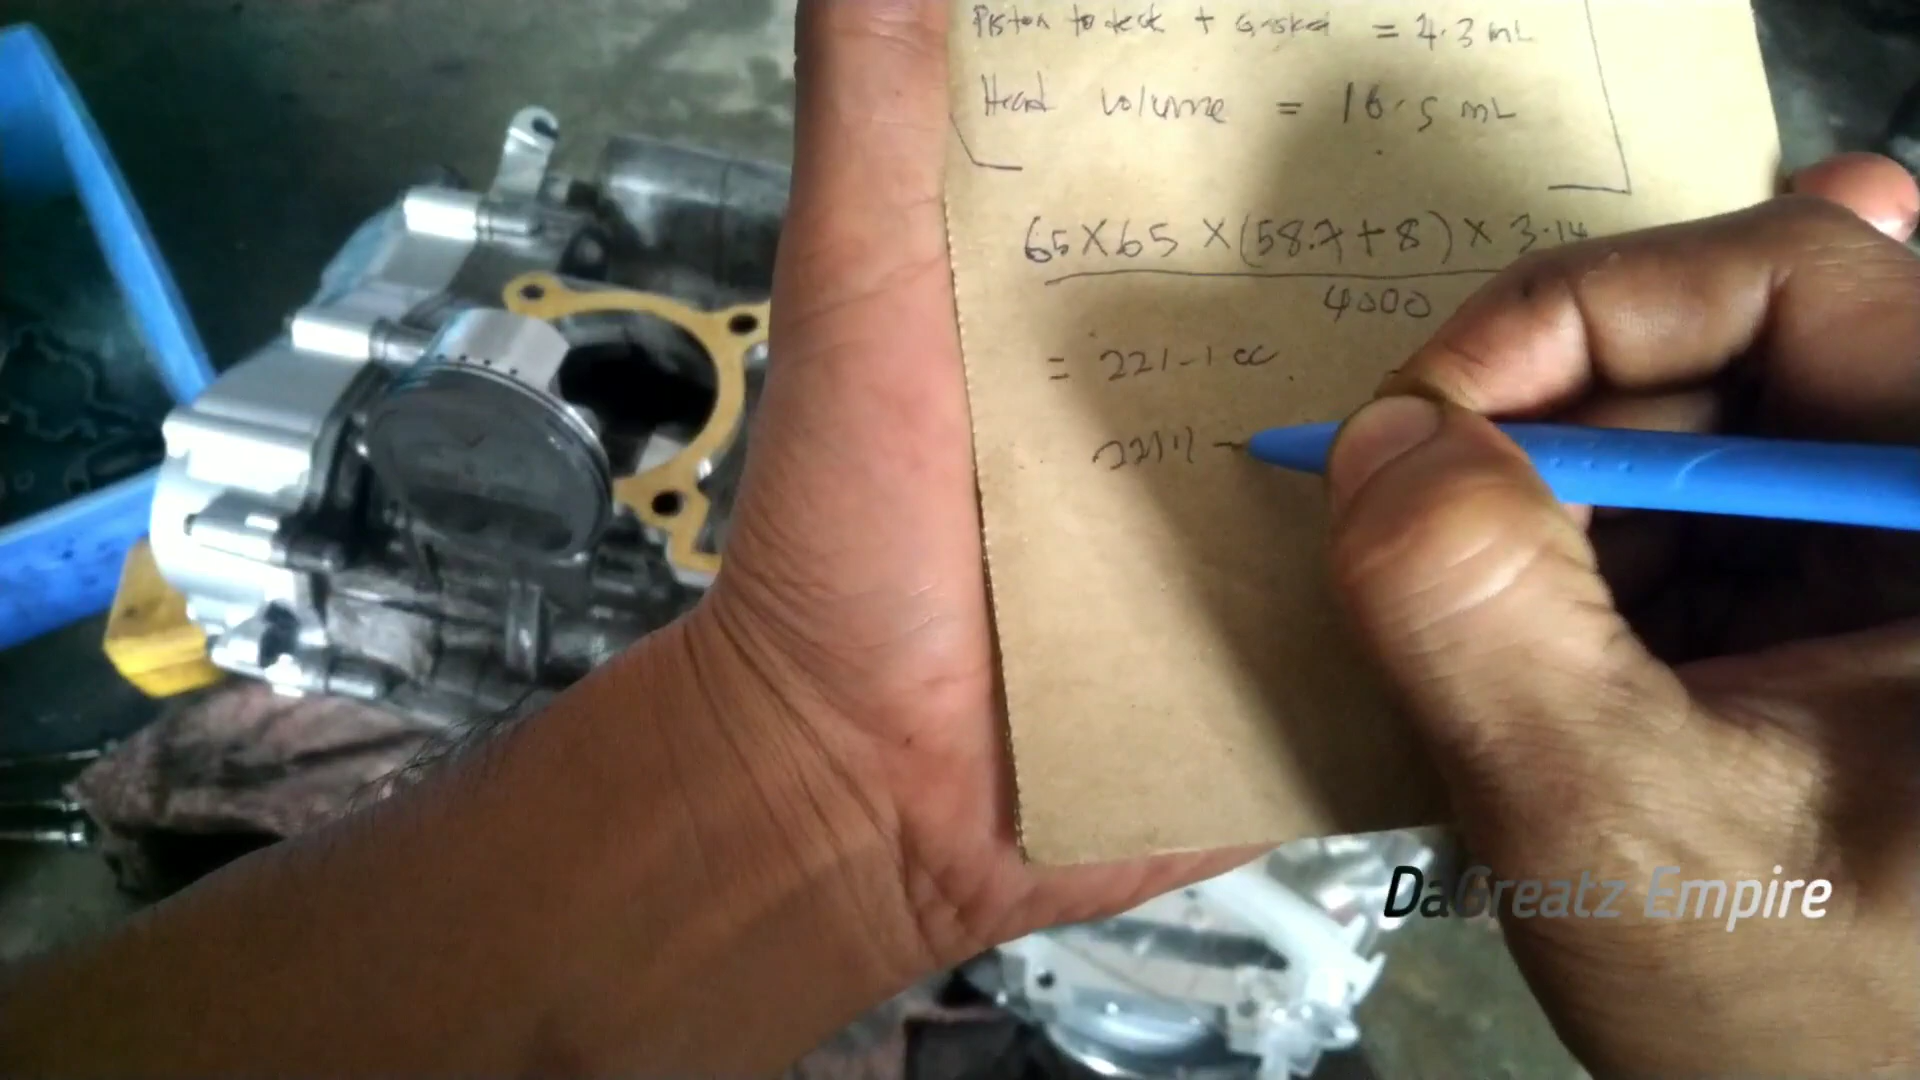 Piston to deck + Gasket = 4.3 mL
Head volume = 16.5 mL
65 X 65 X (58.7 + 8) X 3.14
4000
= 221.1 cc
221.1 -
DaGreatz Empire